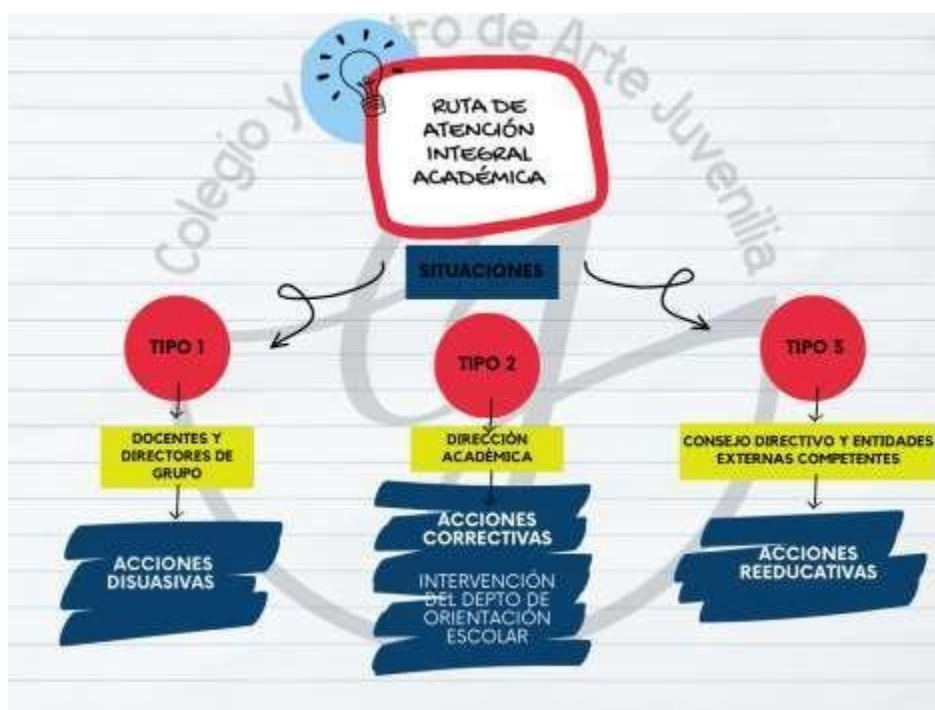 Colegio y Centro de Arte Juvenilia
RUTA DE
ATENCIÓN
INTEGRAL
ACADÉMICA
SITUACIONES
TIPO 1
TIPO 2
TIPO 3
DOCENTES Y
DIRECTORES DE
GRUPO
DIRECCIÓN
ACADÉMICA
CONSEJO DIRECTIVO Y ENTIDADES
EXTERNAS COMPETENTES
ACCIONES
DISUASIVAS
ACCIONES
CORRECTIVAS
INTERVENCIÓN
DEL DEPTO DE
ORIENTACIÓN
ESCOLAR
ACCIONES
REEDUCATIVAS